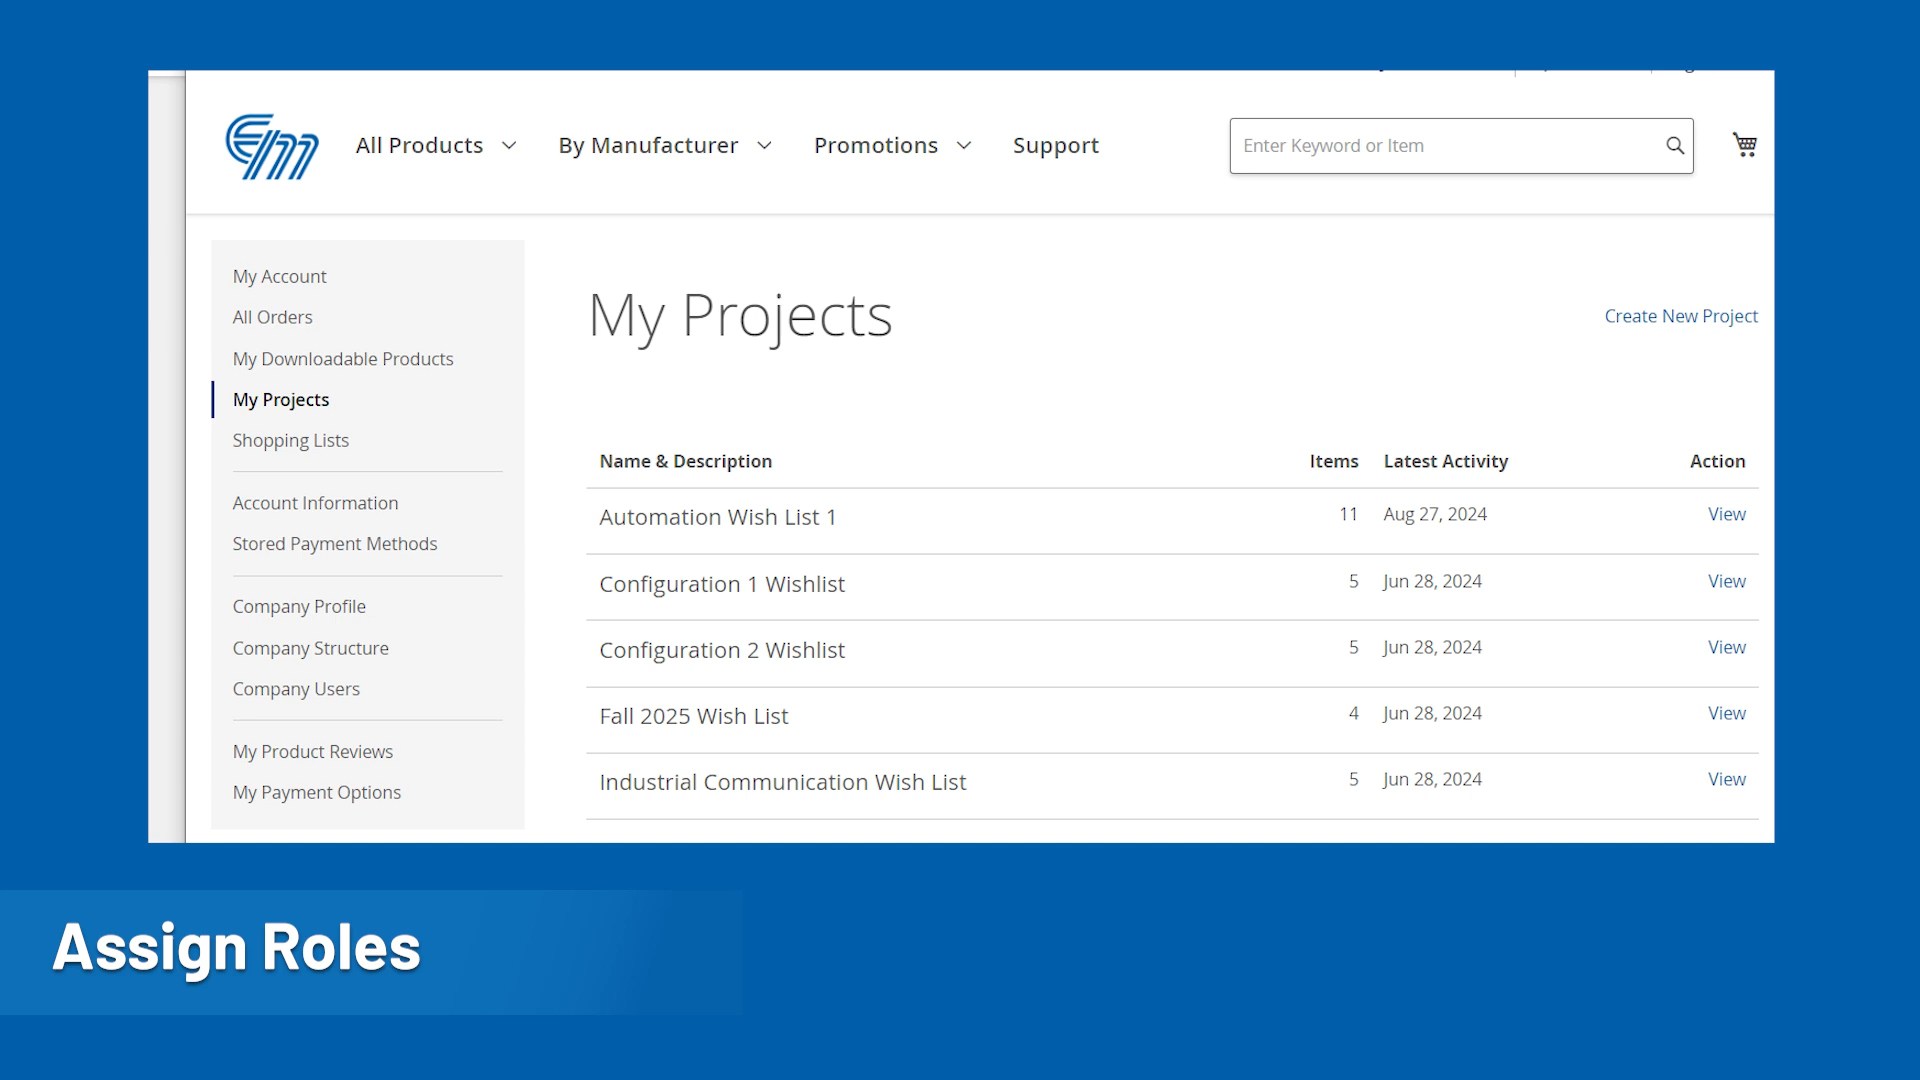 EM
All Products
By Manufacturer
Promotions
Support
Enter Keyword or Item
My Account
All Orders
My Downloadable Products
My Projects
Shopping Lists
Account Information
Stored Payment Methods
Company Profile
Company Structure
Company Users
My Product Reviews
My Payment Options
My Projects
Create New Project
Name & Description Items Latest Activity Action
Automation Wish List 1 11 Aug 27, 2024 View
Configuration 1 Wishlist 5 Jun 28, 2024 View
Configuration 2 Wishlist 5 Jun 28, 2024 View
Fall 2025 Wish List 4 Jun 28, 2024 View
Industrial Communication Wish List 5 Jun 28, 2024 View
Assign Roles